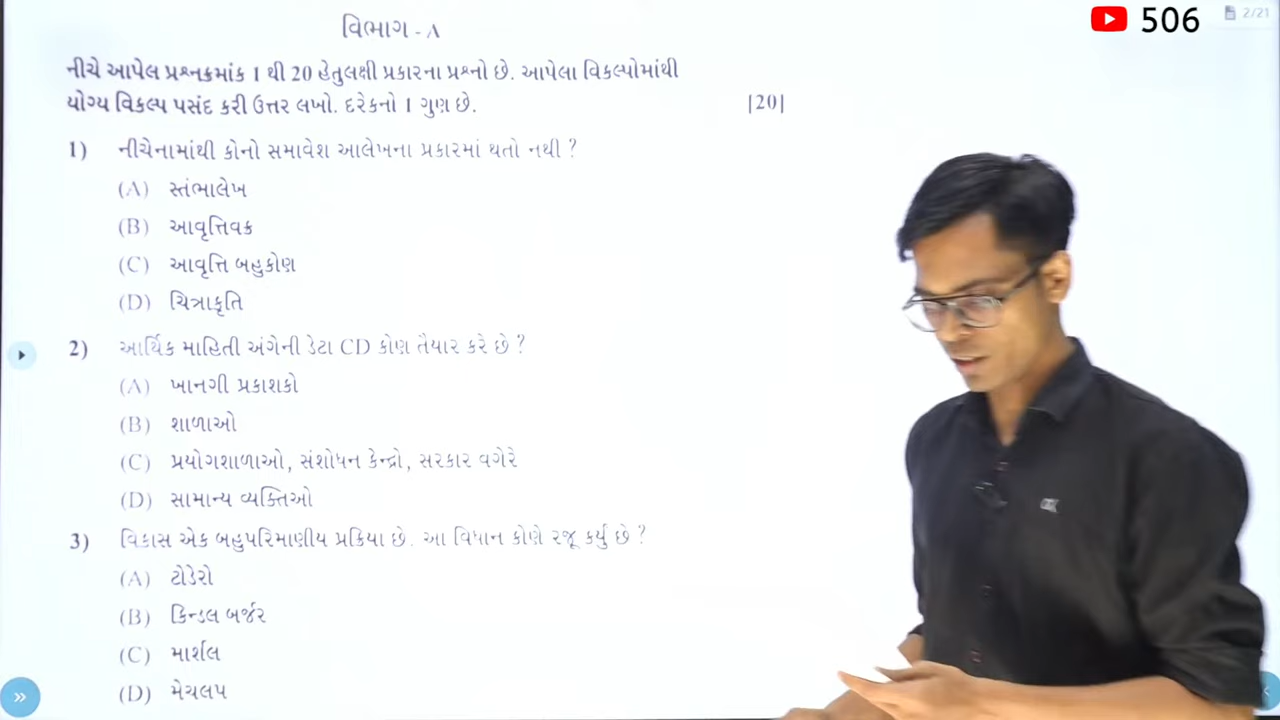 વિભાગ - A
506
2/21
નીચે આપેલ પ્રશ્નક્રમાંક 1 થી 20 હેતુલક્ષી પ્રકારના પ્રશ્નો છે. આપેલા વિકલ્પોમાંથી
યોગ્ય વિકલ્પ પસંદ કરી ઉત્તર લખો. દરેકનો 1 ગુણ છે. [20]
1) નીચેનામાંથી કોનો સમાવેશ આલેખના પ્રકારમાં થતો નથી ?
(A) સ્તંભાલેખ
(B) આવૃત્તિવક્ર
(C) આવૃત્તિ બહુકોણ
(D) ચિત્રાકૃતિ
2) આર્થિક માહિતી અંગેની ડેટા CD કોણ તૈયાર કરે છે ?
(A) ખાનગી પ્રકાશકો
(B) શાળાઓ
(C) પ્રયોગશાળાઓ, સંશોધન કેન્દ્રો, સરકાર વગેરે
(D) સામાન્ય વ્યક્તિઓ
3) વિકાસ એક બહુપરિમાણીય પ્રક્રિયા છે. આ વિધાન કોણે રજૂ કર્યું છે ?
(A) ટોડેરો
(B) કિન્ડલ બર્જર
(C) માર્શલ
(D) મેયલપ